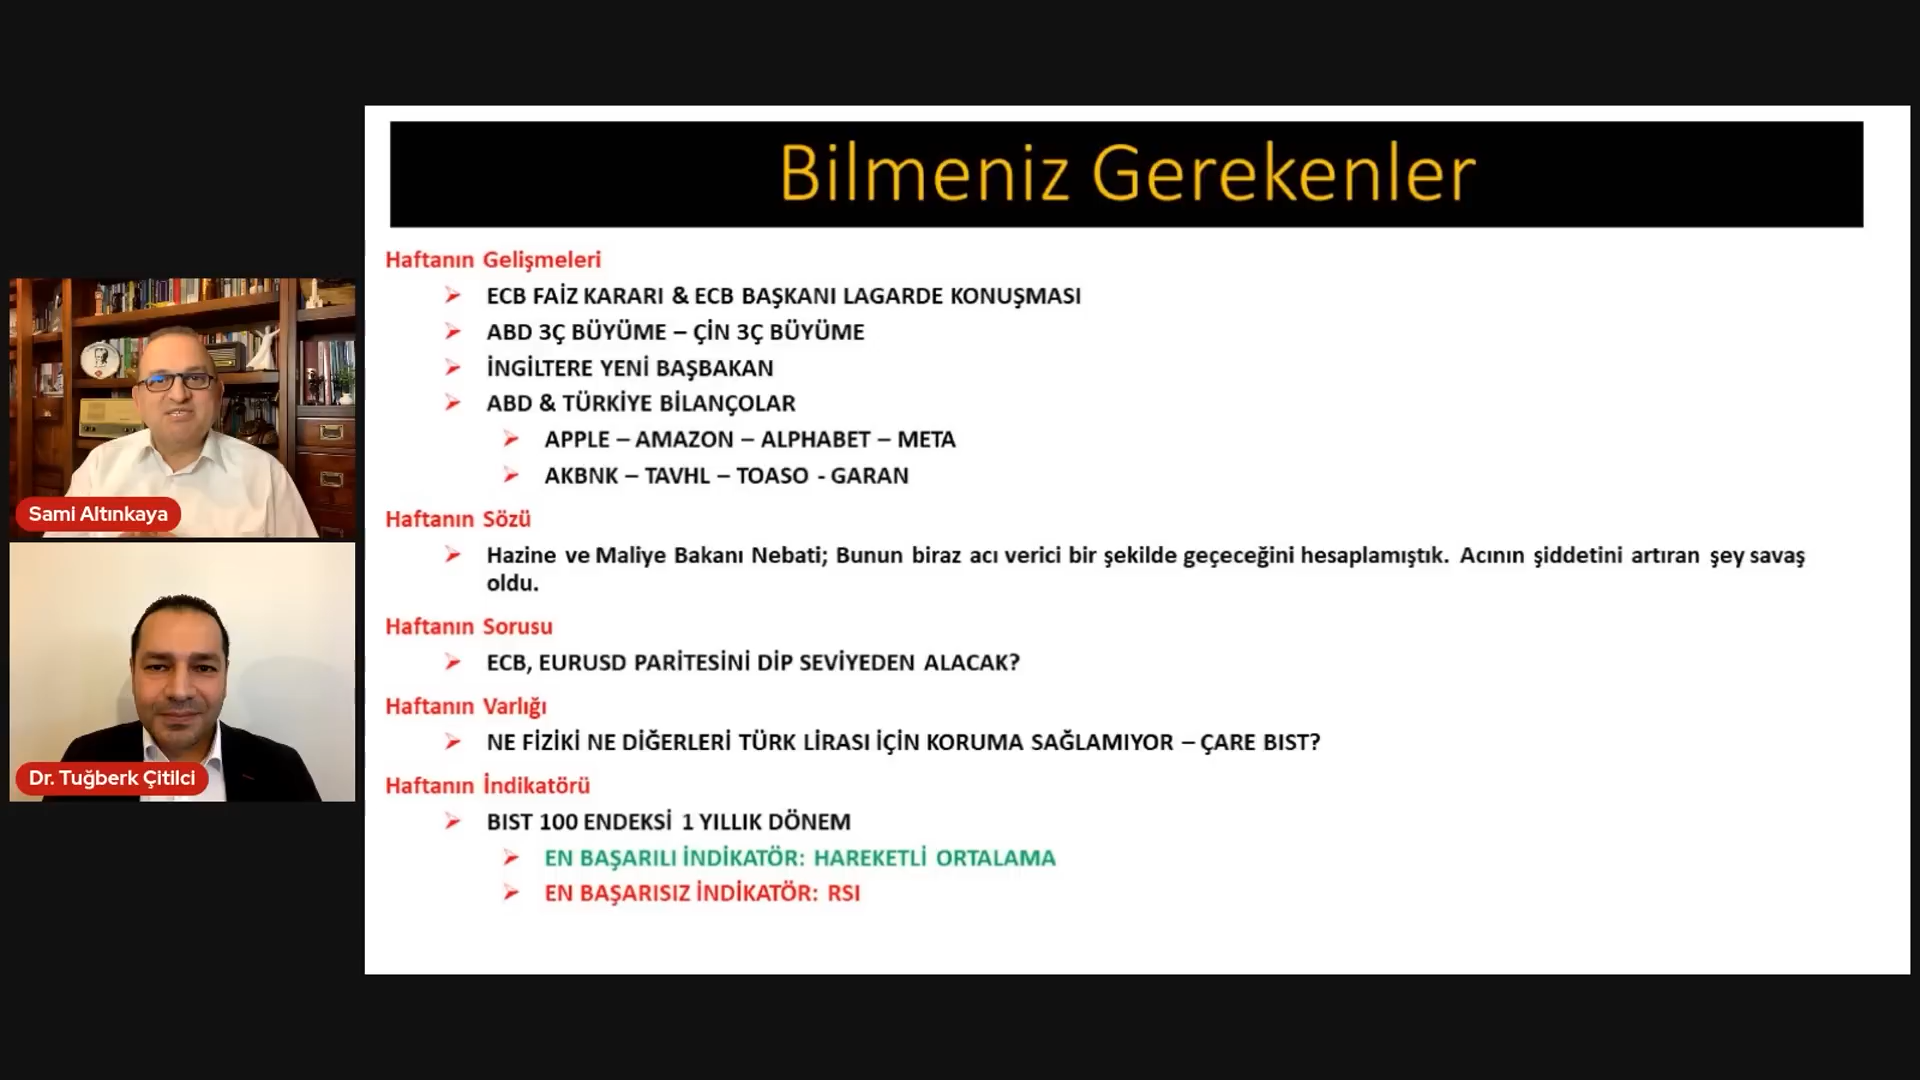 Bilmeniz Gerekenler
Haftanın Gelişmeleri
ECB FAİZ KARARI & ECB BAŞKANI LAGARDE KONUŞMASI
ABD 3Ç BÜYÜME – ÇİN 3Ç BÜYÜME
İNGİLTERE YENİ BAŞBAKAN
ABD & TÜRKİYE BİLANÇOLAR
APPLE – AMAZON – ALPHABET – META
AKBNK – TAVHL – TOASO - GARAN
Haftanın Sözü
Hazine ve Maliye Bakanı Nebati; Bunun biraz acı verici bir şekilde geçeceğini hesaplamıştık. Acının şiddetini artıran şey savaş
oldu.
Haftanın Sorusu
ECB, EURUSD PARİTESİNİ DİP SEVİYEDEN ALACAK?
Haftanın Varlığı
NE FİZİKİ NE DİĞERLERİ TÜRK LİRASI İÇİN KORUMA SAĞLAMIYOR – ÇARE BIST?
Haftanın İndikatörü
BIST 100 ENDEKSİ 1 YILLIK DÖNEM
EN BAŞARILI İNDİKATÖR: HAREKETLİ ORTALAMA
EN BAŞARISIZ İNDİKATÖR: RSI
Sami Altınkaya
Dr. Tuğberk Çitilci